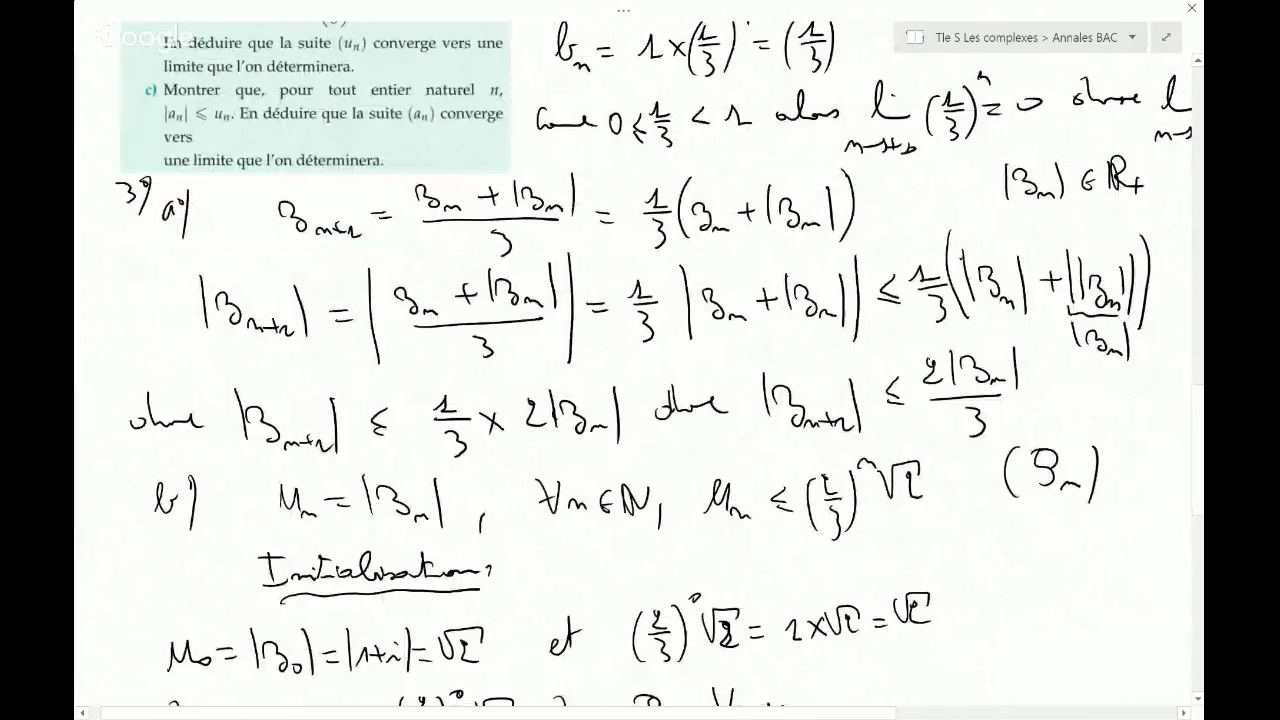 Google
Tle S Les complexes > Annales BAC
En déduire que la suite (uₙ) converge vers une
limite que l'on déterminera.
c) Montrer que, pour tout entier naturel n,
|aₙ| ⩽ uₙ. En déduire que la suite (aₙ) converge
vers
une limite que l'on déterminera.
bₙ = 1 × (1/3)ⁿ = (1/3)
Comme 0 ≤ 1/3 < 1 alors lim n→+∞ (1/3)ⁿ = 0 donc l
3°) a°) zₙ₊₁ = (zₙ + |zₙ|)/3 = 1/3 (zₙ + |zₙ|)
|zₙ| ∈ ℝ₊
|zₙ₊₁| = |(zₙ + |zₙ|)/3| = 1/3 |zₙ + |zₙ|| ≤ 1/3 (|zₙ| + ||zₙ||)
|zₙ|
donc |zₙ₊₁| ≤ 1/3 × 2|zₙ| donc |zₙ₊₁| ≤ 2|zₙ|/3
b) uₙ = |zₙ|, ∀n∈ℕ, uₙ ≤ (2/3)ⁿ √2 (Pₙ)
Initialisation:
u₀ = |z₀| = |1+i| = √2 et (2/3)⁰ √2 = 1×√2 = √2